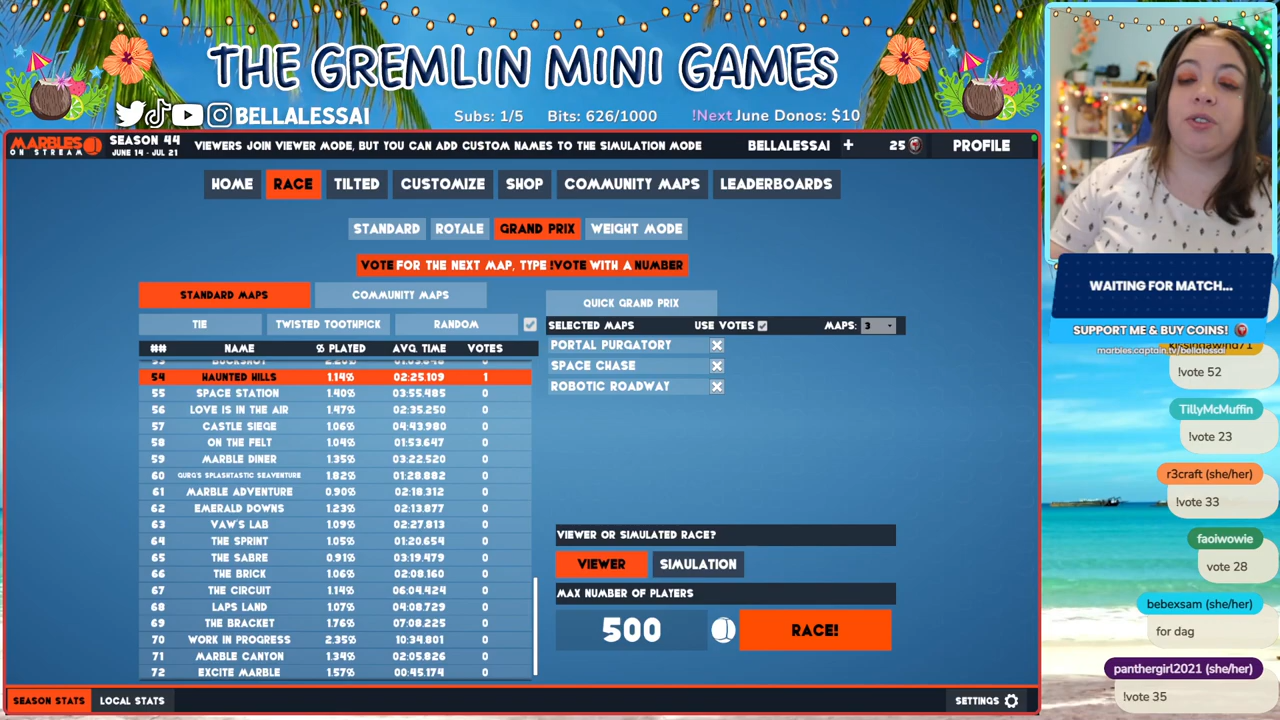 THE GREMLIN MINI GAMES
BELLALESSAI
Subs: 1/5 Bits: 626/1000 !Next June Donos: $10
MARBLES ON STREAM
SEASON 44
JUNE 14 - JUL 21
VIEWERS JOIN VIEWER MODE, BUT YOU CAN ADD CUSTOM NAMES TO THE SIMULATION MODE
BELLALESSAI + 25 PROFILE
HOME RACE TILTED CUSTOMIZE SHOP COMMUNITY MAPS LEADERBOARDS
STANDARD ROYALE GRAND PRIX WEIGHT MODE
VOTE FOR THE NEXT MAP, TYPE !VOTE WITH A NUMBER
STANDARD MAPS COMMUNITY MAPS
TIE TWISTED TOOTHPICK RANDOM
## NAME % PLAYED AVG. TIME VOTES
54 HAUNTED HILLS 1.14% 02:25.109 1
55 SPACE STATION 1.40% 03:55.485 0
56 LOVE IS IN THE AIR 1.47% 02:35.250 0
57 CASTLE SIEGE 1.06% 04:43.980 0
58 ON THE FELT 1.04% 01:53.647 0
59 MARBLE DINER 1.35% 03:22.520 0
60 GURG'S SPLASHTASTIC SEAVENTURE 1.82% 01:28.882 0
61 MARBLE ADVENTURE 0.90% 02:18.312 0
62 EMERALD DOWNS 1.23% 02:13.877 0
63 VAW'S LAB 1.09% 02:27.813 0
64 THE SPRINT 1.05% 01:20.654 0
65 THE SABRE 0.91% 03:19.479 0
66 THE BRICK 1.06% 02:08.160 0
67 THE CIRCUIT 1.14% 06:04.424 0
68 LAPS LAND 1.07% 04:08.729 0
69 THE BRACKET 1.76% 07:08.225 0
70 WORK IN PROGRESS 2.35% 10:34.801 0
71 MARBLE CANYON 1.34% 02:05.826 0
72 EXCITE MARBLE 1.57% 00:45.174 0
QUICK GRAND PRIX
SELECTED MAPS USE VOTES MAPS: 3
PORTAL PURGATORY
SPACE CHASE
ROBOTIC ROADWAY
VIEWER OR SIMULATED RACE?
VIEWER SIMULATION
MAX NUMBER OF PLAYERS
500 RACE!
SEASON STATS LOCAL STATS SETTINGS
WAITING FOR MATCH...
SUPPORT ME & BUY COINS!
marbles.captain.tv/bellalessai
!vote 52
TillyMcMuffin
!vote 23
r3craft (she/her)
!vote 33
faoiwowie
vote 28
bebexsam (she/her)
for dag
panthergirl2021 (she/her)
!vote 35